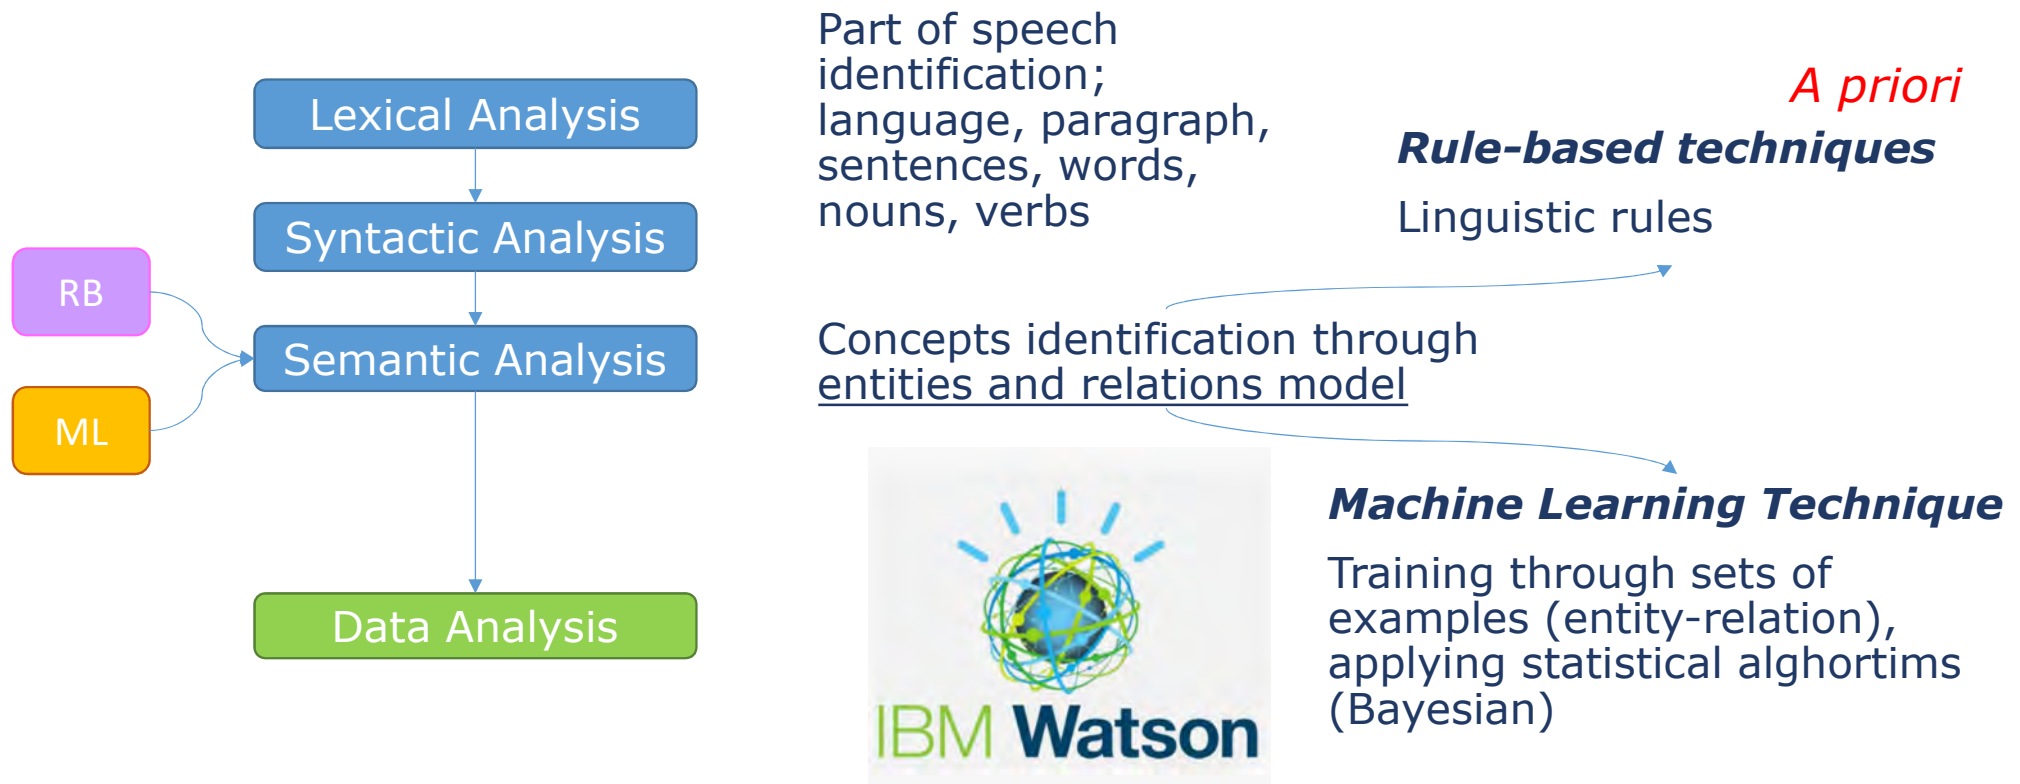 Lexical Analysis
Syntactic Analysis
RB
Semantic Analysis
ML
Data Analysis
Part of speech
identification;
language, paragraph,
sentences, words,
nouns, verbs
A priori
Rule-based techniques
Linguistic rules
Concepts identification through
entities and relations model
IBM Watson
Machine Learning Technique
Training through sets of
examples (entity-relation),
applying statistical alghortims
(Bayesian)